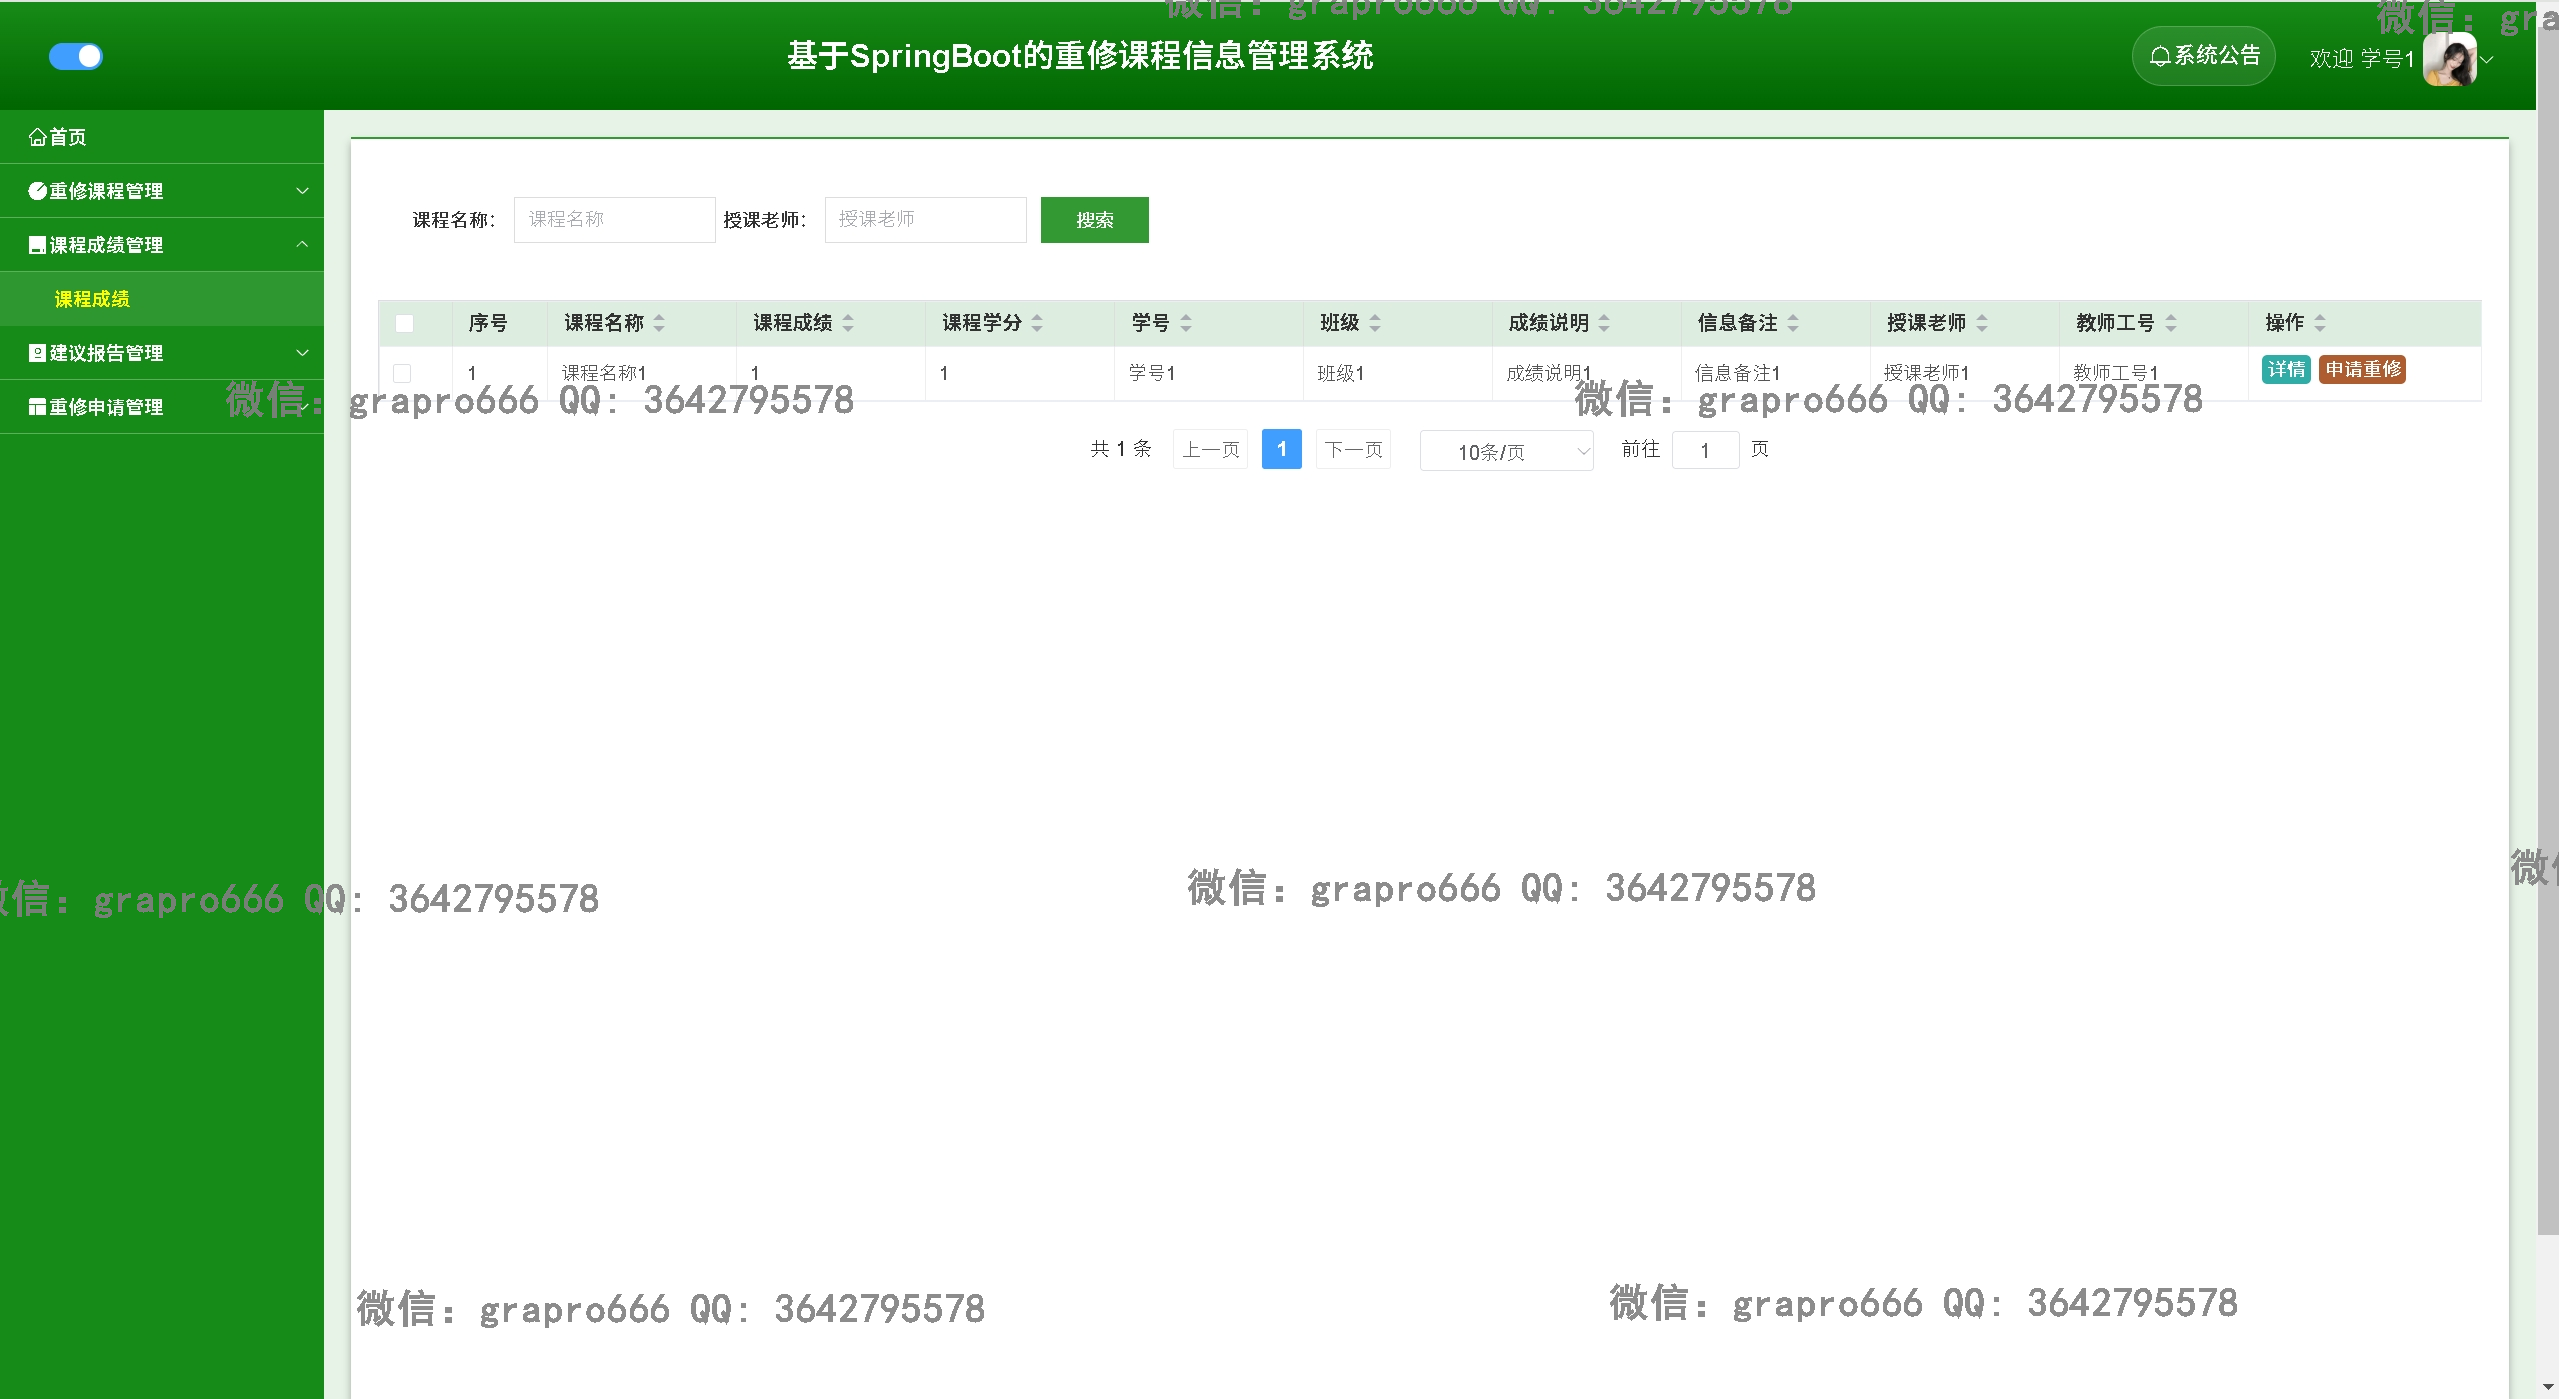 微信: grapro666 QQ: 3642795578
微信: gra
基于SpringBoot的重修课程信息管理系统
系统公告
欢迎 学号1
首页
重修课程管理
课程成绩管理
课程成绩
建议报告管理
重修申请管理
课程名称: 课程名称 授课老师: 授课老师 搜索
序号 课程名称 课程成绩 课程学分 学号 班级 成绩说明 信息备注 授课老师 教师工号 操作
1 课程名称1 1 1 学号1 班级1 成绩说明1 信息备注1 授课老师1 教师工号1 详情 申请重修
微信: grapro666 QQ: 3642795578
微信: grapro666 QQ: 3642795578
共 1 条 上一页 1 下一页 10条/页 前往 1 页
微信: grapro666 QQ: 3642795578
微信: grapro666 QQ: 3642795578
微信: grapro666 QQ: 3642795578
微信: grapro666 QQ: 3642795578